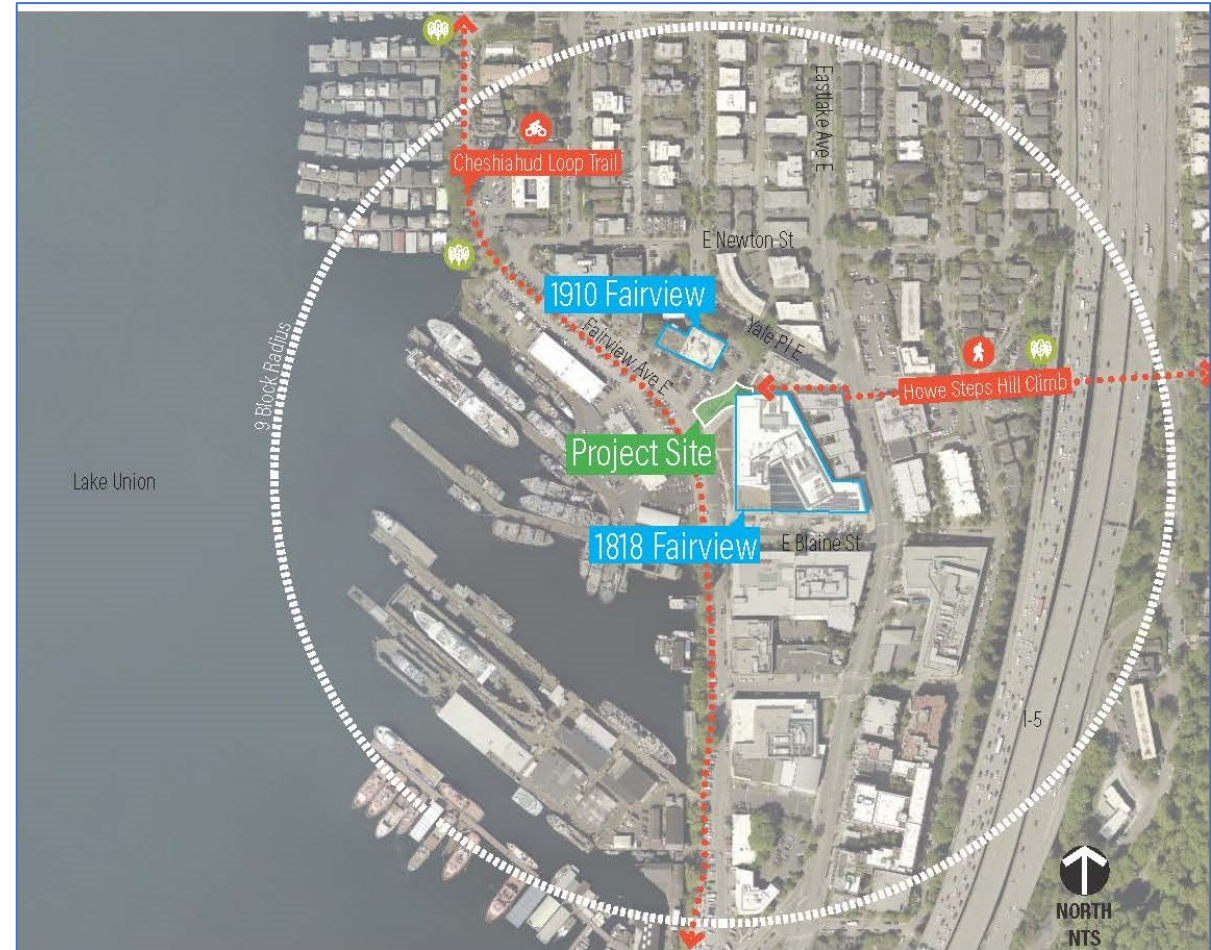 Eastlake Ave E
Cheshiahud Loop Trail
E Newton St
1910 Fairview
Yale Pl E
Fairview Ave E
9 Block Radius
Howe Steps Hill Climb
Project Site
Lake Union
1818 Fairview
E Blaine St
I-5
NORTH
NTS